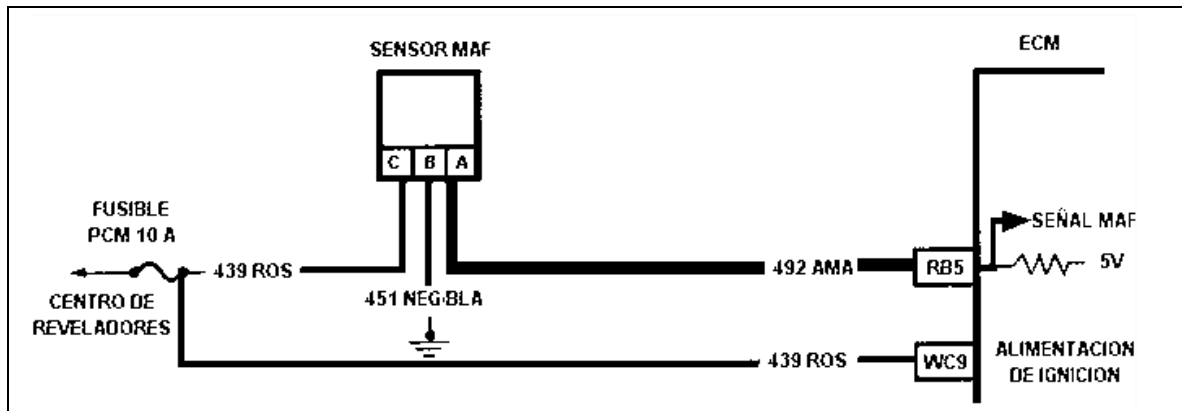 SENSOR MAF
ECM
C B A
FUSIBLE
PCM 10 A
SEÑAL MAF
439 ROS
492 AMA
RB5
5V
CENTRO DE
REVELADORES
451 NEG-BLA
439 ROS
WC9
ALIMENTACION
DE IGNICION